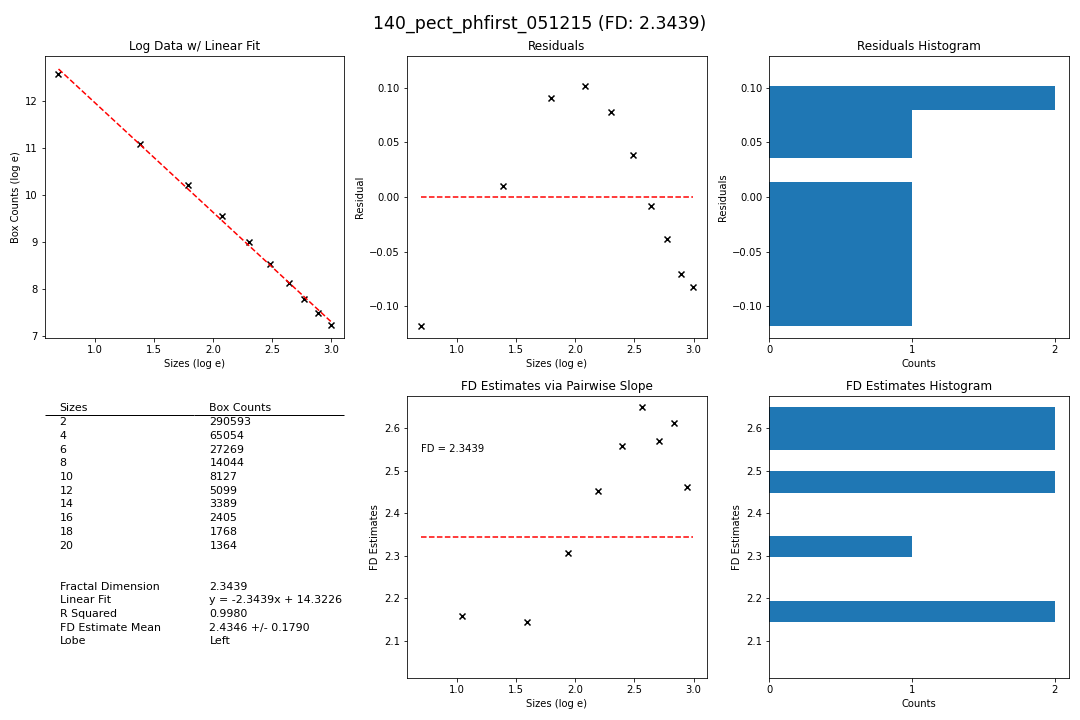 140_pect_phfirst_051215 (FD: 2.3439)
Log Data w/ Linear Fit
Box Counts (log e)
12
11
10
9
8
7
1.0 1.5 2.0 2.5 3.0
Sizes (log e)
Residuals
Residual
0.10
0.05
0.00
−0.05
−0.10
1.0 1.5 2.0 2.5 3.0
Sizes (log e)
Residuals Histogram
Residuals
0.10
0.05
0.00
−0.05
−0.10
0 1 2
Counts
Sizes Box Counts
2 290593
4 65054
6 27269
8 14044
10 8127
12 5099
14 3389
16 2405
18 1768
20 1364
Fractal Dimension 2.3439
Linear Fit y = -2.3439x + 14.3226
R Squared 0.9980
FD Estimate Mean 2.4346 +/- 0.1790
Lobe Left
FD Estimates via Pairwise Slope
FD Estimates
2.6
2.5
2.4
2.3
2.2
2.1
FD = 2.3439
1.0 1.5 2.0 2.5 3.0
Sizes (log e)
FD Estimates Histogram
FD Estimates
2.6
2.5
2.4
2.3
2.2
2.1
0 1 2
Counts